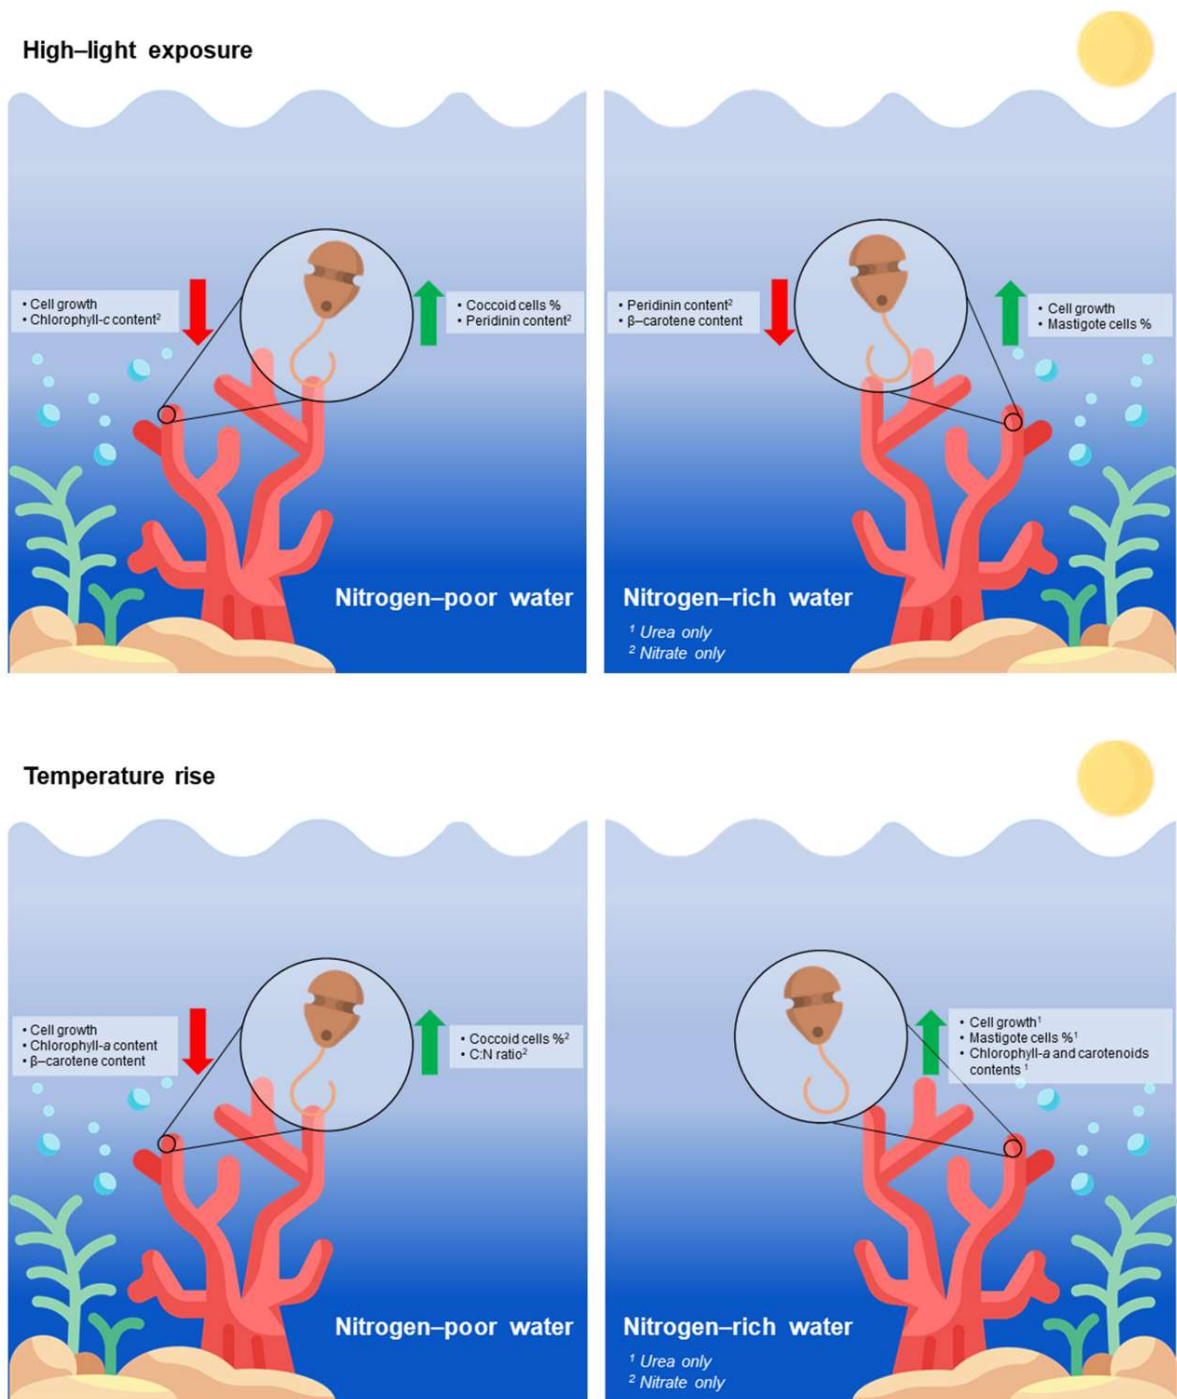 High–light exposure
• Cell growth
• Chlorophyll-c content²
• Coccoid cells %
• Peridinin content²
Nitrogen–poor water
• Peridinin content²
• β–carotene content
• Cell growth
• Mastigote cells %
Nitrogen–rich water
¹ Urea only
² Nitrate only
Temperature rise
• Cell growth
• Chlorophyll-a content
• β–carotene content
• Coccoid cells %²
• C:N ratio²
Nitrogen–poor water
• Cell growth¹
• Mastigote cells %¹
• Chlorophyll-a and carotenoids
contents ¹
Nitrogen–rich water
¹ Urea only
² Nitrate only